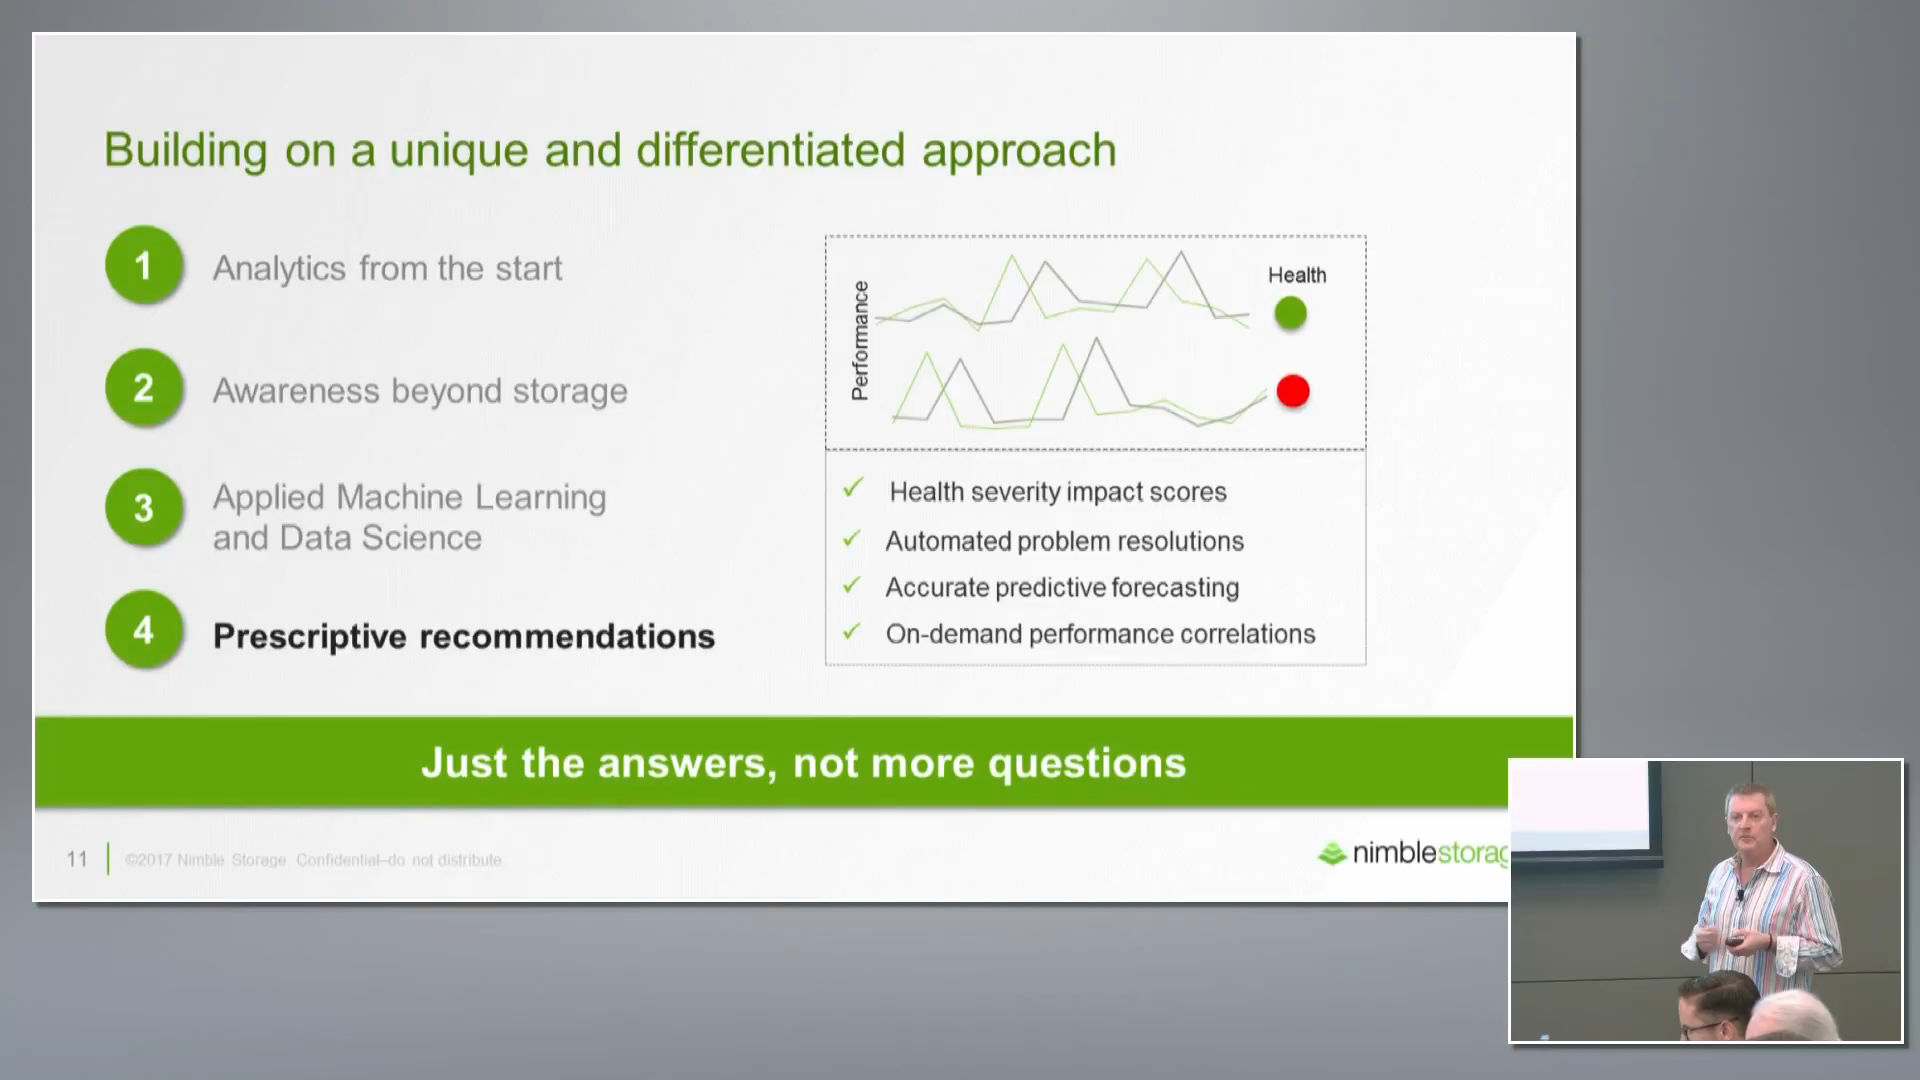 Building on a unique and differentiated approach
1
Analytics from the start
2
Awareness beyond storage
3
Applied Machine Learning
and Data Science
4
Prescriptive recommendations
Performance
Health
Health severity impact scores
Automated problem resolutions
Accurate predictive forecasting
On-demand performance correlations
Just the answers, not more questions
11
©2017 Nimble Storage Confidential–do not distribute.
nimblestorag